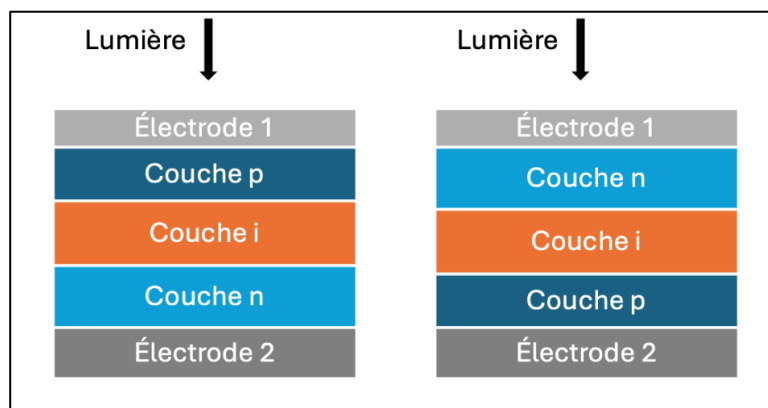 Lumière
Électrode 1
Couche p
Couche i
Couche n
Électrode 2
Lumière
Électrode 1
Couche n
Couche i
Couche p
Électrode 2